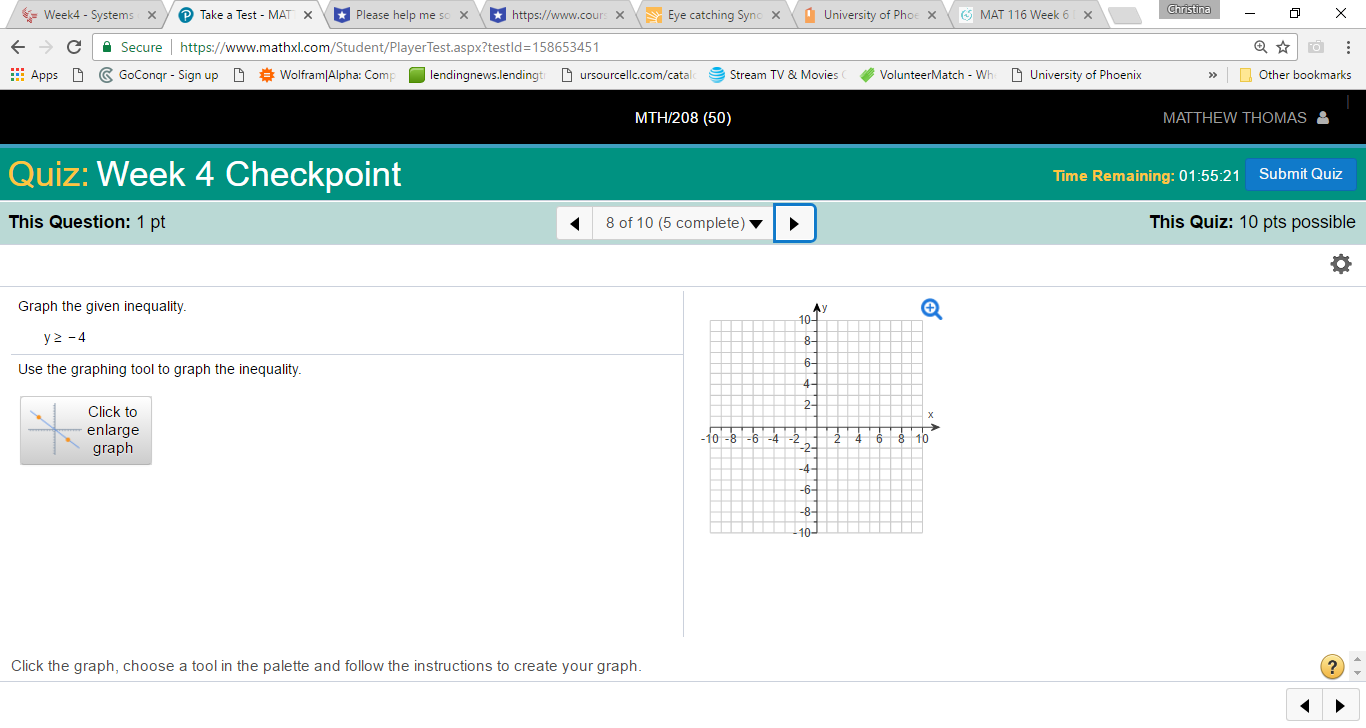 Week4 - Systems
Take a Test - MAT
Please help me so
https://www.cours
Eye catching Sync
University of Phoe
MAT 116 Week 6
Christina
Secure
https://www.mathxl.com/Student/PlayerTest.aspx?testId=158653451
Apps
GoConqr - Sign up
Wolfram|Alpha: Comp
lendingnews.lendingt
ursourcellc.com/catal
Stream TV & Movies
VolunteerMatch - Wh
University of Phoenix
»
Other bookmarks
MTH/208 (50)
MATTHEW THOMAS
Quiz: Week 4 Checkpoint
Time Remaining: 01:55:21
Submit Quiz
This Question: 1 pt
8 of 10 (5 complete)
This Quiz: 10 pts possible
Graph the given inequality.
y ≥ −4
Use the graphing tool to graph the inequality.
Click to
enlarge
graph
y
10
8
6
4
2
x
-10 -8 -6 -4 -2 2 4 6 8 10
-2
-4
-6
-8
-10
Click the graph, choose a tool in the palette and follow the instructions to create your graph.
?